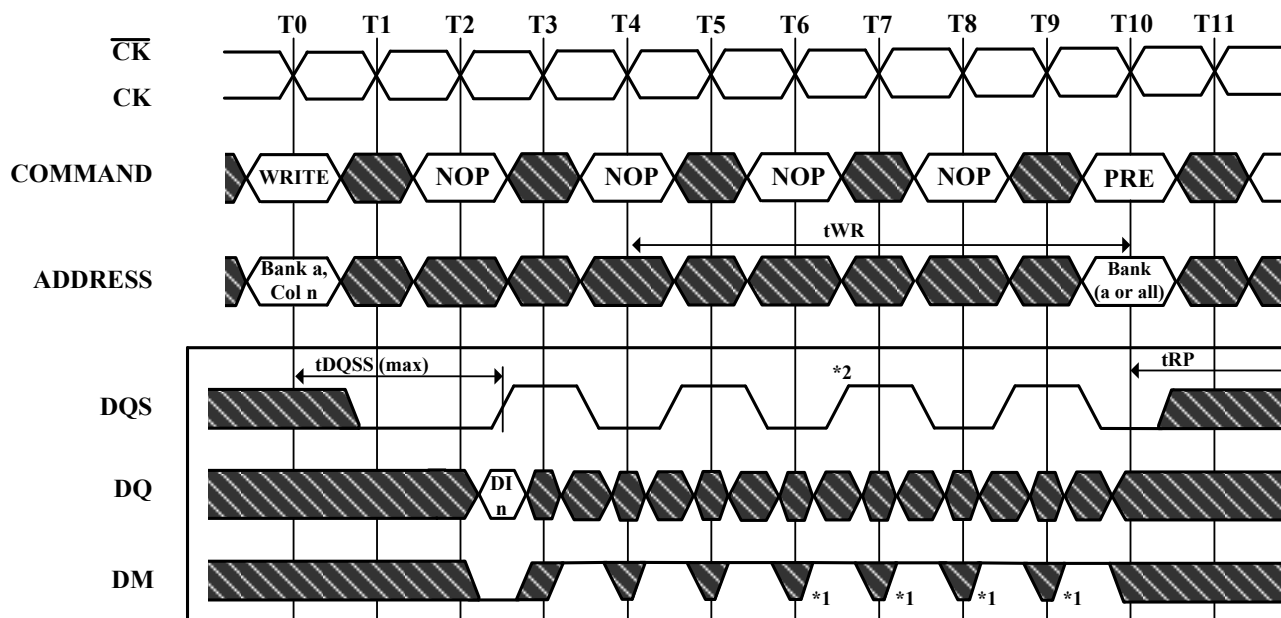 T0 T1 T2 T3 T4 T5 T6 T7 T8 T9 T10 T11
CK
CK
COMMAND
WRITE NOP NOP NOP NOP PRE
tWR
ADDRESS
Bank a,
Col n
Bank
(a or all)
tDQSS (max)
tRP
*2
DQS
DQ
DI
n
DM
*1 *1 *1 *1